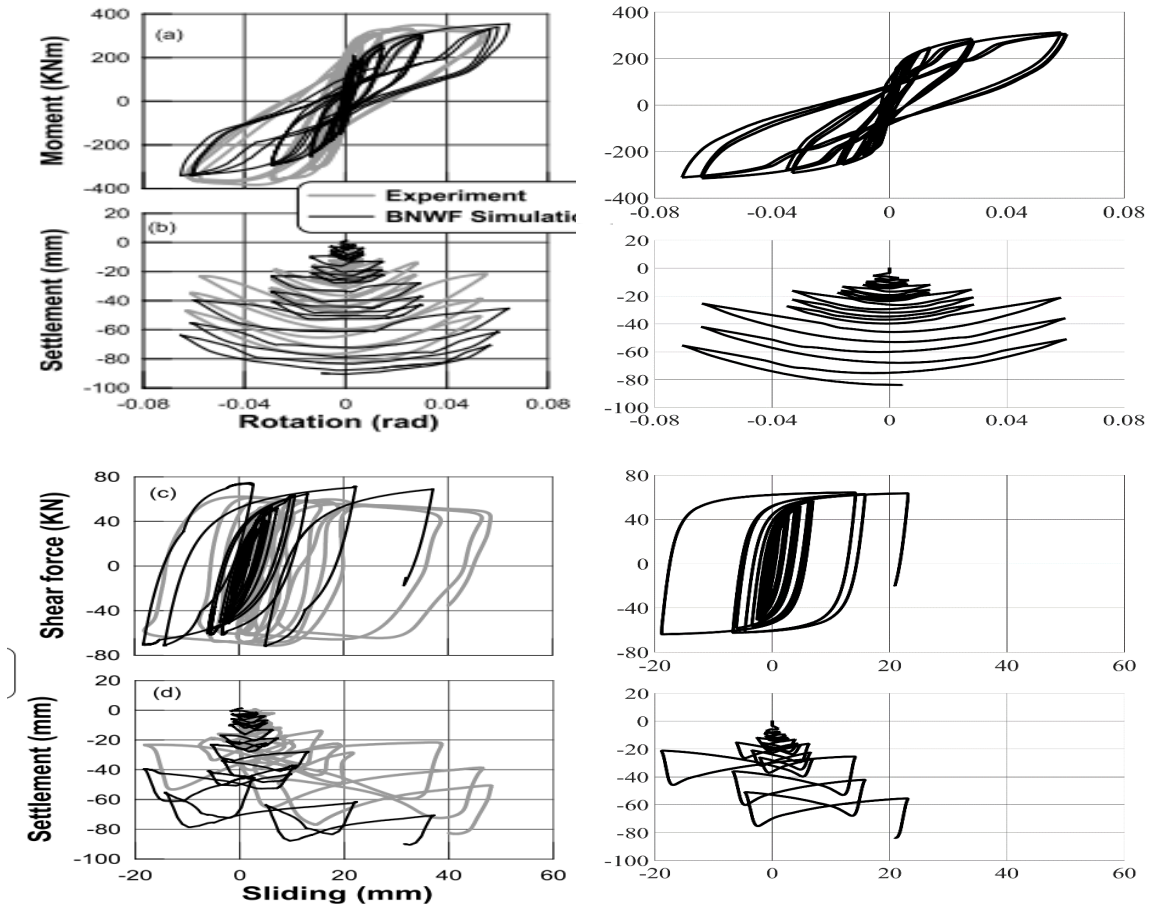 400
200
0
-200
-400
Moment (KNm)
(a)
Experiment
BNWF Simulatio
20
0
-20
-40
-60
-80
-100
Settlement (mm)
(b)
-0.08 -0.04 0 0.04 0.08
Rotation (rad)
400
200
0
-200
-400
-0.08 -0.04 0 0.04 0.08
20
0
-20
-40
-60
-80
-100
-0.08 -0.04 0 0.04 0.08
80
40
0
-40
-80
Shear force (KN)
(c)
20
0
-20
-40
-60
-80
-100
Settlement (mm)
(d)
-20 0 20 40 60
Sliding (mm)
80
40
0
-40
-80
-20 0 20 40 60
20
0
-20
-40
-60
-80
-100
-20 0 20 40 60